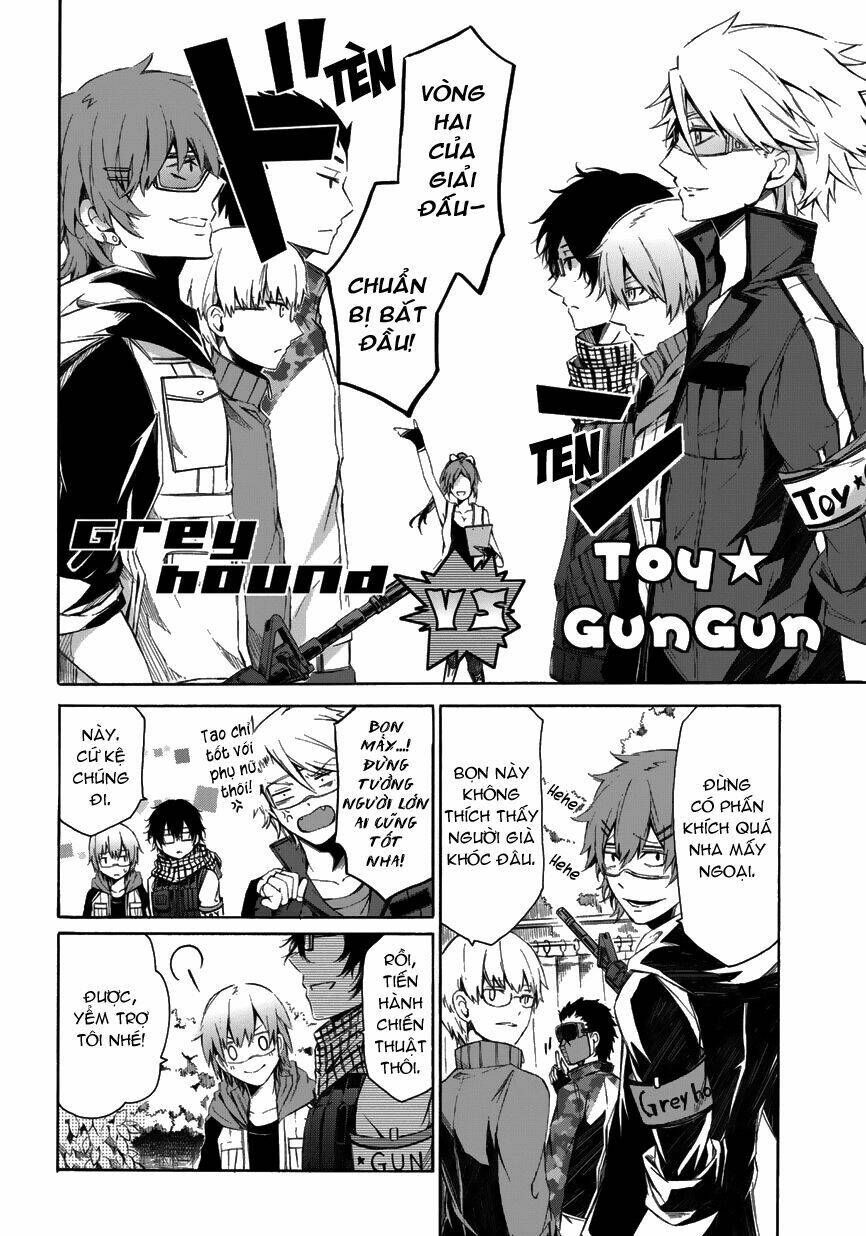 VÒNG
HAI CỦA
GIẢI
ĐẤU-
CHUẨN
BỊ BẮT
ĐẦU!
TÈN
ド
TEN
Grey
hound
VS
Toy★
GunGun
Toy★
ĐỪNG
CÓ PHẤN
KHÍCH QUÁ
NHA MẤY
NGOẠI.
Hehe
Hehe
BỌN NÀY
KHÔNG
THÍCH THẤY
NGƯỜI GIÀ
KHÓC ĐÂU.
Greyho
BỌN
MÀY...!
ĐỪNG
TƯỞNG
NGƯỜI LỚN
AI CŨNG
TỐT
NHA!
Tao chỉ
tốt với
phụ nữ
thôi!
NÀY.
CỨ KỆ
CHÚNG
ĐI.
RỒI,
TIẾN
HÀNH
CHIẾN
THUẬT
THÔI.
★GUN
ĐƯỢC,
YỂM TRỢ
TÔI NHÉ!